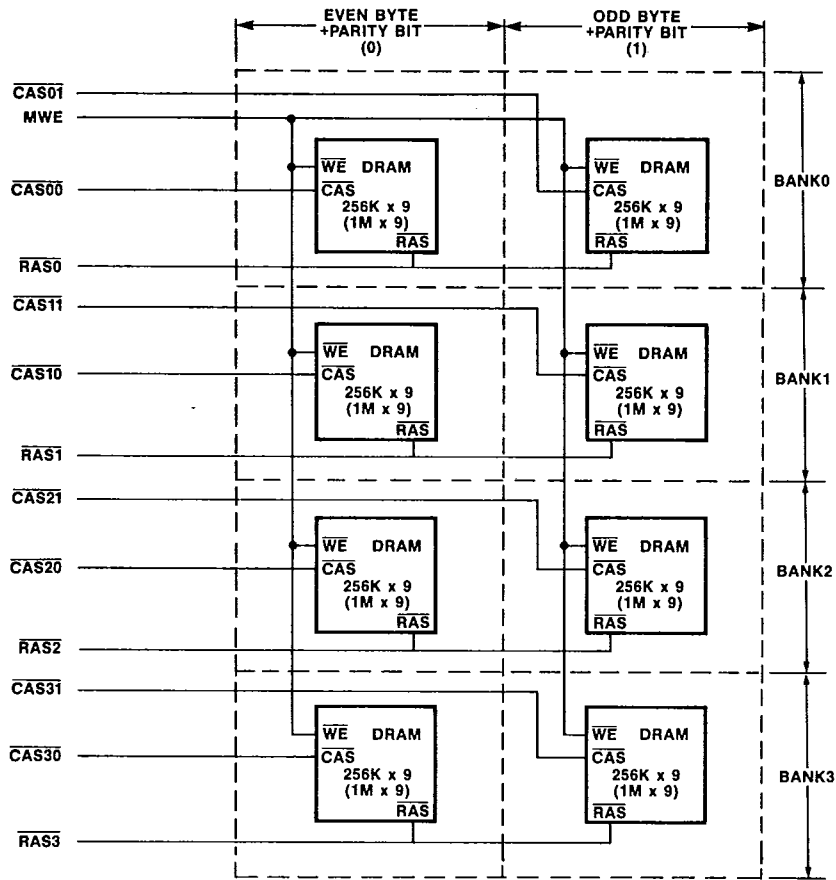 EVEN BYTE
+PARITY BIT
(0)
ODD BYTE
+PARITY BIT
(1)
CAS01
MWE
WE DRAM
CAS
256K x 9
(1M x 9)
RAS
WE DRAM
CAS
256K x 9
(1M x 9)
RAS
CAS00
RAS0
BANK0
CAS11
WE DRAM
CAS
256K x 9
(1M x 9)
RAS
WE DRAM
CAS
256K x 9
(1M x 9)
RAS
CAS10
RAS1
BANK1
CAS21
WE DRAM
CAS
256K x 9
(1M x 9)
RAS
WE DRAM
CAS
256K x 9
(1M x 9)
RAS
CAS20
RAS2
BANK2
CAS31
WE DRAM
CAS
256K x 9
(1M x 9)
RAS
WE DRAM
CAS
256K x 9
(1M x 9)
RAS
CAS30
RAS3
BANK3